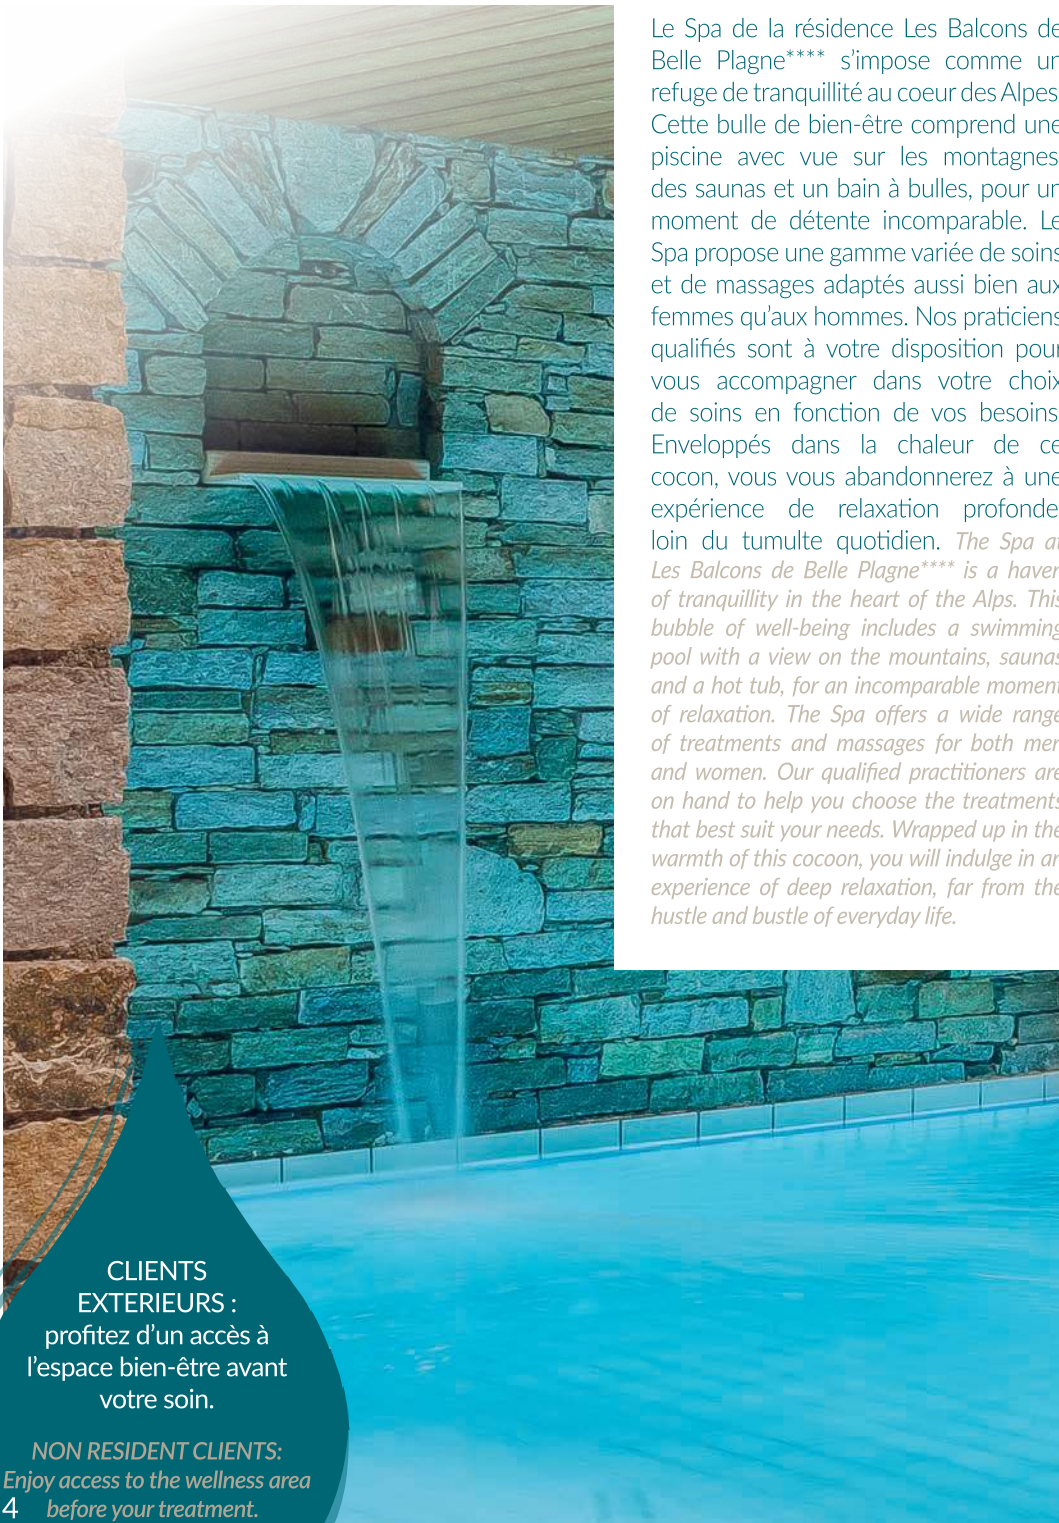 Le Spa de la résidence Les Balcons de
Belle Plagne**** s'impose comme un
refuge de tranquillité au coeur des Alpes.
Cette bulle de bien-être comprend une
piscine avec vue sur les montagnes,
des saunas et un bain à bulles, pour un
moment de détente incomparable. Le
Spa propose une gamme variée de soins
et de massages adaptés aussi bien aux
femmes qu'aux hommes. Nos praticiens
qualifiés sont à votre disposition pour
vous accompagner dans votre choix
de soins en fonction de vos besoins.
Enveloppés dans la chaleur de ce
cocon, vous vous abandonnerez à une
expérience de relaxation profonde,
loin du tumulte quotidien. The Spa at
Les Balcons de Belle Plagne**** is a haven
of tranquillity in the heart of the Alps. This
bubble of well-being includes a swimming
pool with a view on the mountains, saunas
and a hot tub, for an incomparable moment
of relaxation. The Spa offers a wide range
of treatments and massages for both men
and women. Our qualified practitioners are
on hand to help you choose the treatments
that best suit your needs. Wrapped up in the
warmth of this cocoon, you will indulge in an
experience of deep relaxation, far from the
hustle and bustle of everyday life.
CLIENTS
EXTERIEURS :
profitez d'un accès à
l'espace bien-être avant
votre soin.
NON RESIDENT CLIENTS:
Enjoy access to the wellness area
before your treatment.
4